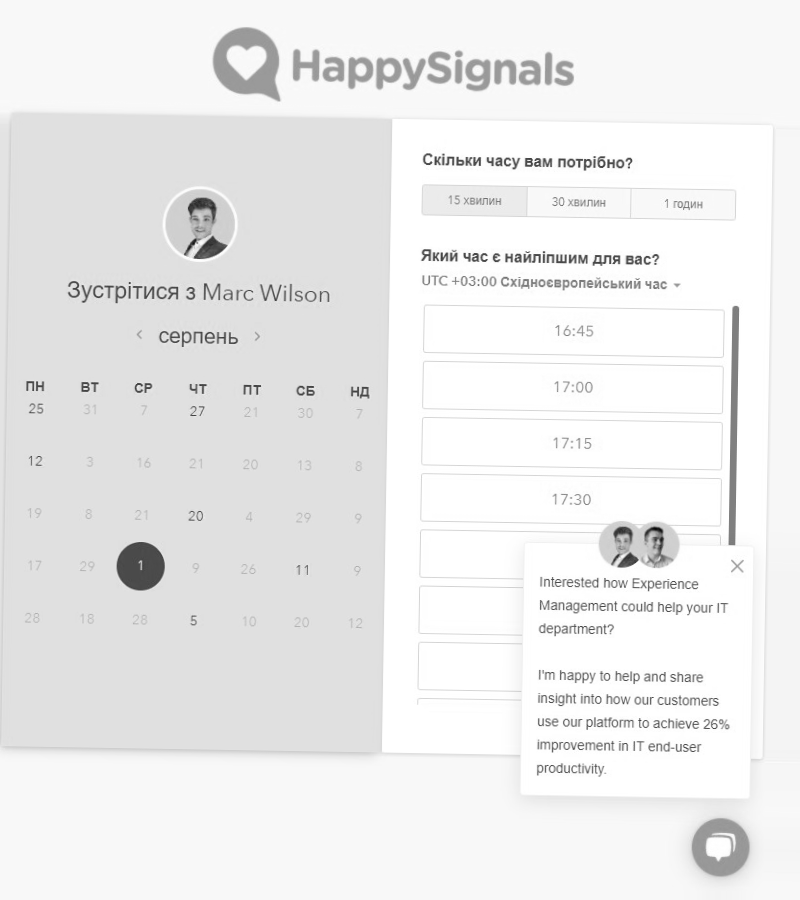 HappySignals
Зустрітися з Marc Wilson
серпень
ПН ВТ СР ЧТ ПТ СБ НД
25 31 7 27 21 30 7
12 3 16 21 20 13 8
19 8 21 20 4 29 9
17 29 1 9 26 11 9
28 18 28 5 10 20 12
Скільки часу вам потрібно?
15 хвилин 30 хвилин 1 годин
Який час є найліпшим для вас?
UTC +03:00 Східноєвропейський час
16:45
17:00
17:15
17:30
Interested how Experience
Management could help your IT
department?
I'm happy to help and share
insight into how our customers
use our platform to achieve 26%
improvement in IT end-user
productivity.